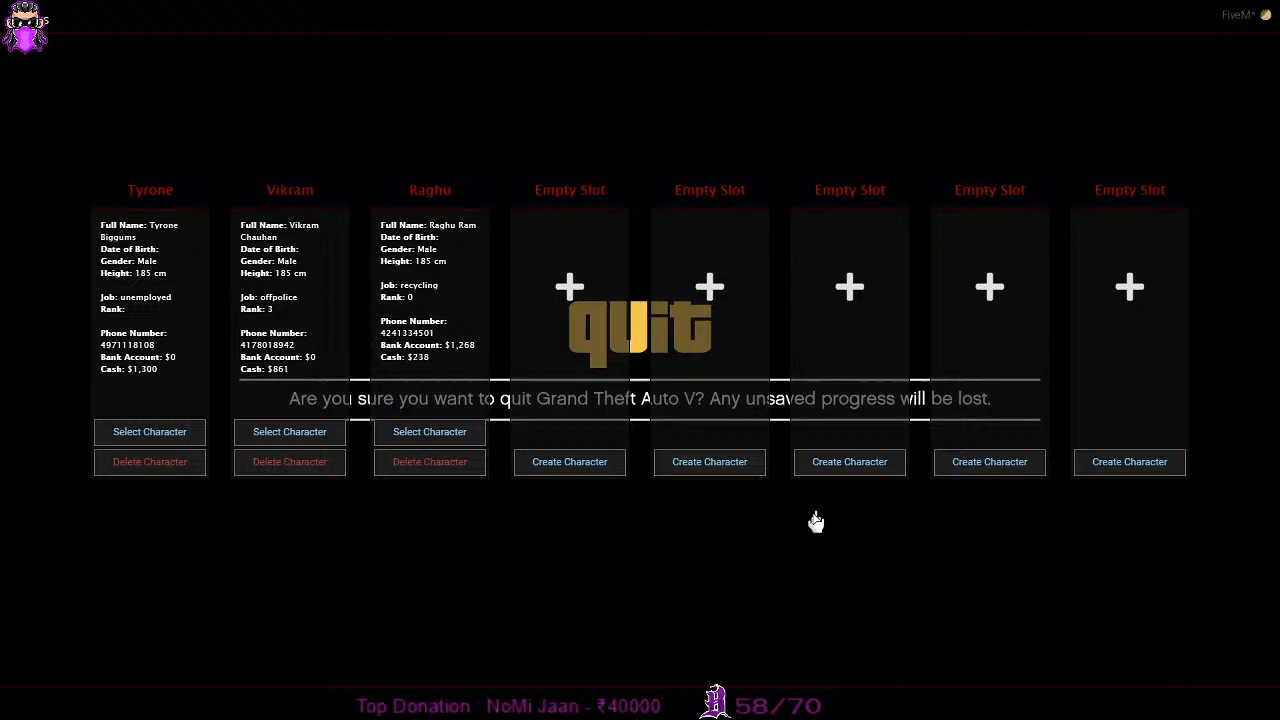 s
FiveM*
Tyrone
Full Name: Tyrone
Biggums
Date of Birth:
Gender: Male
Height: 185 cm
Job: unemployed
Rank:
Phone Number:
4971118108
Bank Account: $0
Cash: $1,300
Select Character
Delete Character
Vikram
Full Name: Vikram
Chauhan
Date of Birth:
Gender: Male
Height: 185 cm
Job: offpolice
Rank: 3
Phone Number:
4178018942
Bank Account: $0
Cash: $861
Select Character
Delete Character
Raghu
Full Name: Raghu Ram
Date of Birth:
Gender: Male
Height: 185 cm
Job: recycling
Rank: 0
Phone Number:
4241334501
Bank Account: $1,268
Cash: $238
Select Character
Delete Character
Empty Slot
Create Character
Empty Slot
Create Character
Empty Slot
Create Character
Empty Slot
Create Character
Empty Slot
Create Character
quit
Are you sure you want to quit Grand Theft Auto V? Any unsaved progress will be lost.
Top Donation : NoMi Jaan - ₹40000
58/70